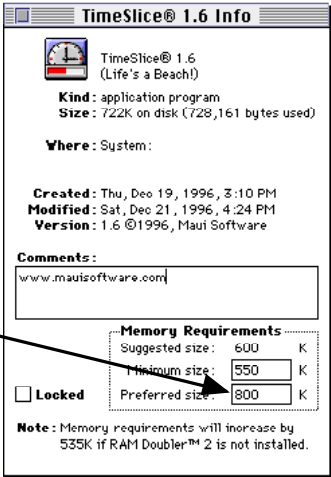 TimeSlice® 1.6 Info
TimeSlice® 1.6
(Life's a Beach!)
Kind: application program
Size: 722K on disk (728,161 bytes used)
Where: System:
Created: Thu, Dec 19, 1996, 3:10 PM
Modified: Sat, Dec 21, 1996, 4:24 PM
Version: 1.6 ©1996, Maui Software
Comments:
www.mauisoftware.com
Memory Requirements
Suggested size: 600 K
Minimum size: 550 K
Locked
Preferred size: 800 K
Note: Memory requirements will increase by
535K if RAM Doubler™ 2 is not installed.